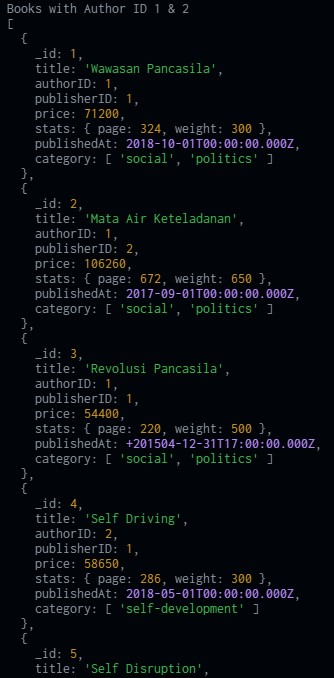 Books with Author ID 1 & 2
[
  {
    _id: 1,
    title: 'Wawasan Pancasila',
    authorID: 1,
    publisherID: 1,
    price: 71200,
    stats: { page: 324, weight: 300 },
    publishedAt: 2018-10-01T00:00:00.000Z,
    category: [ 'social', 'politics' ]
  },
  {
    _id: 2,
    title: 'Mata Air Keteladanan',
    authorID: 1,
    publisherID: 2,
    price: 106260,
    stats: { page: 672, weight: 650 },
    publishedAt: 2017-09-01T00:00:00.000Z,
    category: [ 'social', 'politics' ]
  },
  {
    _id: 3,
    title: 'Revolusi Pancasila',
    authorID: 1,
    publisherID: 1,
    price: 54400,
    stats: { page: 220, weight: 500 },
    publishedAt: +201504-12-31T17:00:00.000Z,
    category: [ 'social', 'politics' ]
  },
  {
    _id: 4,
    title: 'Self Driving',
    authorID: 2,
    publisherID: 1,
    price: 58650,
    stats: { page: 286, weight: 300 },
    publishedAt: 2018-05-01T00:00:00.000Z,
    category: [ 'self-development' ]
  },
  {
    _id: 5,
    title: 'Self Disruption',